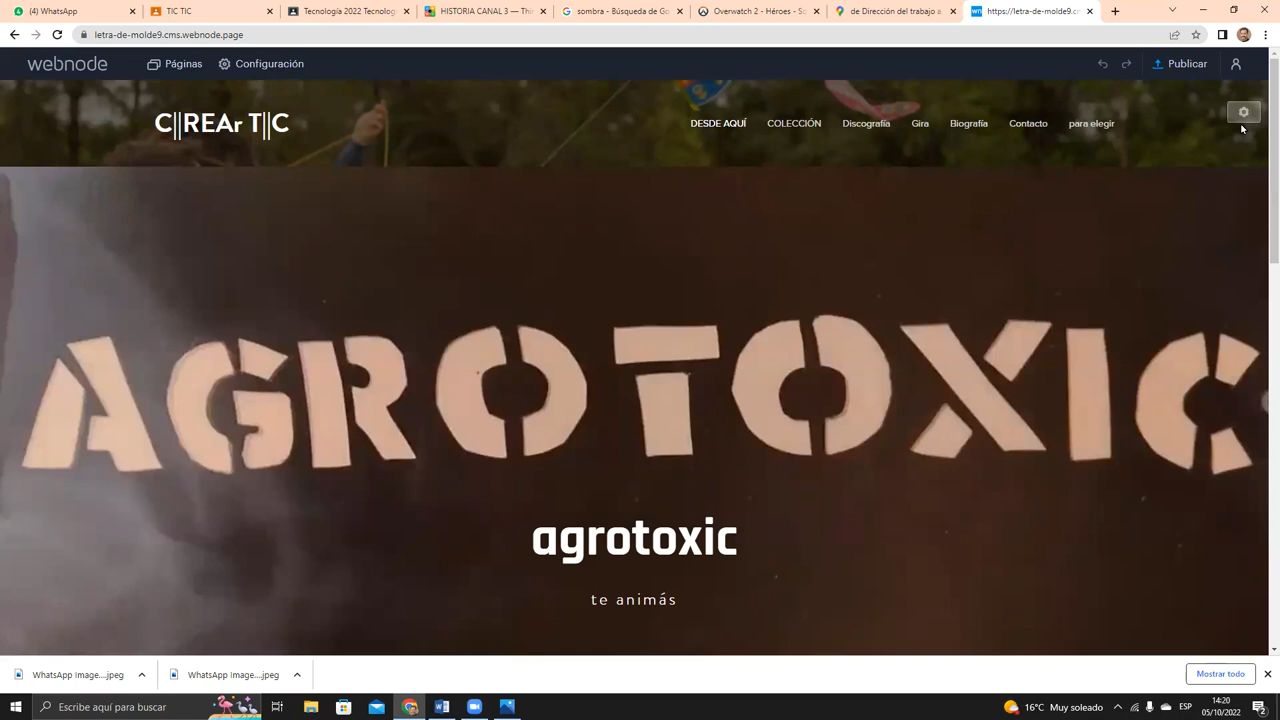 (4) WhatsApp
TIC TIC
Tecnología 2022 Tecnolog
HISTORIA CANAL 3 — Thi
sombra - Búsqueda de Go
Overwatch 2 - Héroes - So
de Dirección del trabajo a
https://letra-de-molde9.cm
letra-de-molde9.cms.webnode.page
webnode
Páginas
Configuración
Publicar
C||REAr T||C
DESDE AQUÍ
COLECCIÓN
Discografía
Gira
Biografía
Contacto
para elegir
AGROTOXIC
agrotoxic
te animás
WhatsApp Image....jpeg
WhatsApp Image....jpeg
Mostrar todo
Escribe aquí para buscar
16°C Muy soleado
ESP
14:20
05/10/2022
2